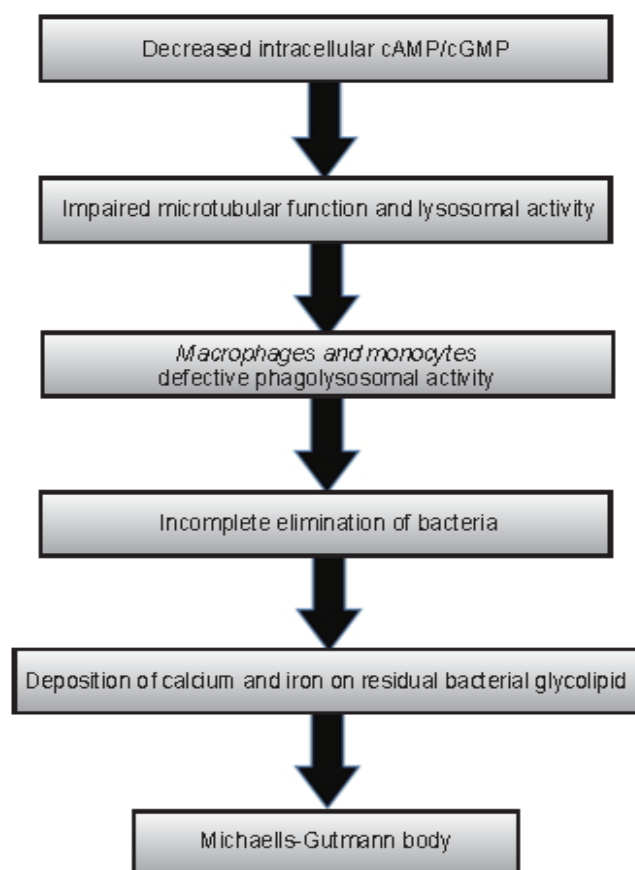 Decreased intracellular cAMP/cGMP
Impaired microtubular function and lysosomal activity
Macrophages and monocytes
defective phagolysosomal activity
Incomplete elimination of bacteria
Deposition of calcium and iron on residual bacterial glycolipid
Michaells-Gutmann body